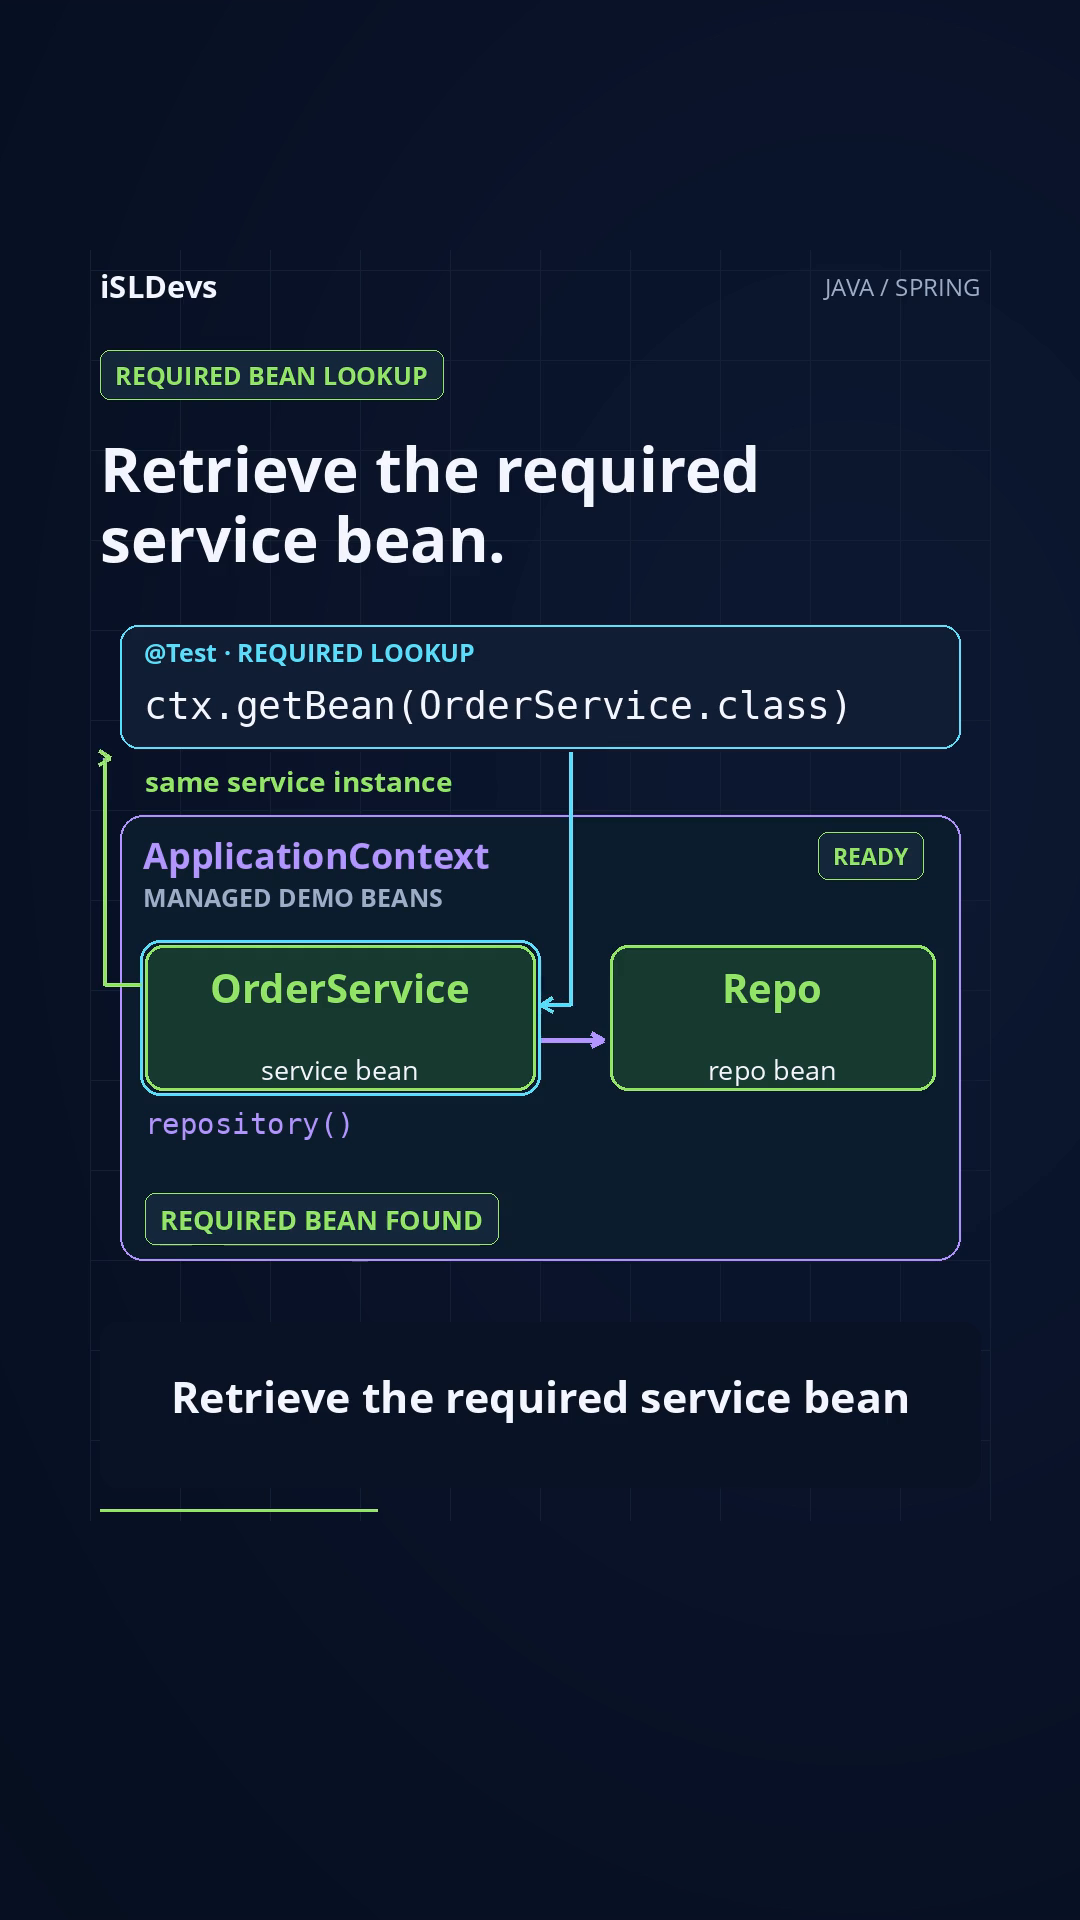 iSLDevs
JAVA / SPRING
REQUIRED BEAN LOOKUP
Retrieve the required
service bean.
@Test · REQUIRED LOOKUP
ctx.getBean(OrderService.class)
same service instance
ApplicationContext
READY
MANAGED DEMO BEANS
OrderService
Repo
service bean
repo bean
repository()
REQUIRED BEAN FOUND
Retrieve the required service bean